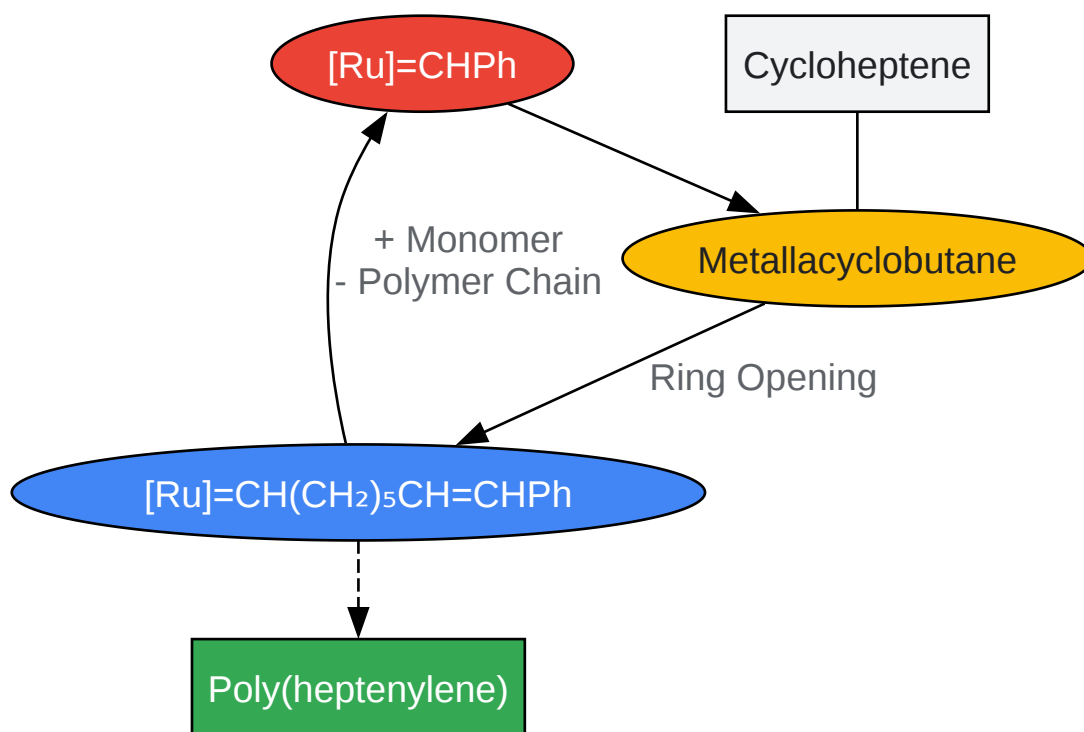 [Ru]=CHPh
Cycloheptene
+ Monomer
- Polymer Chain
Metallacyclobutane
Ring Opening
[Ru]=CH(CH₂)₅CH=CHPh
Poly(heptenylene)